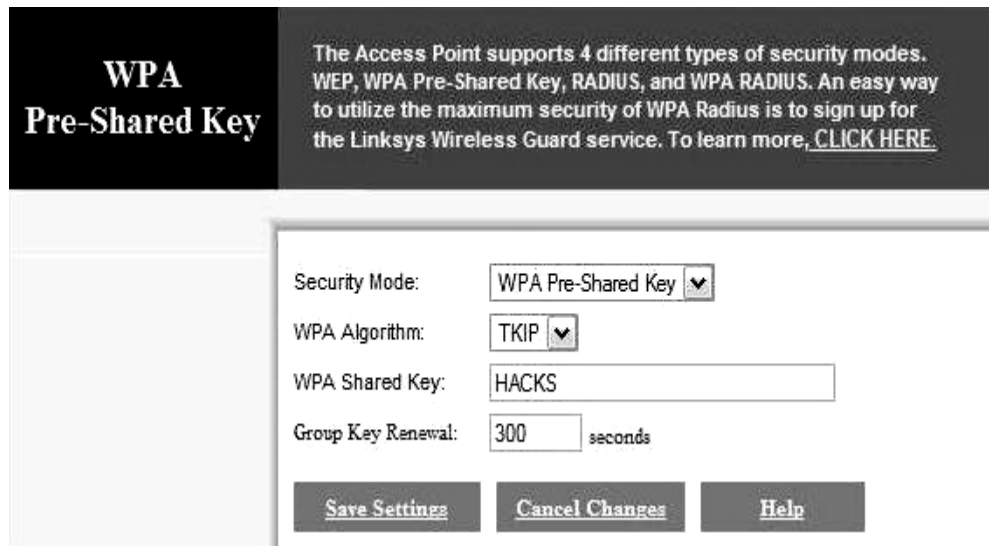 WPA
Pre-Shared Key
The Access Point supports 4 different types of security modes.
WEP, WPA Pre-Shared Key, RADIUS, and WPA RADIUS. An easy way
to utilize the maximum security of WPA Radius is to sign up for
the Linksys Wireless Guard service. To learn more, CLICK HERE.
Security Mode: WPA Pre-Shared Key
WPA Algorithm: TKIP
WPA Shared Key: HACKS
Group Key Renewal: 300 seconds
Save Settings Cancel Changes Help